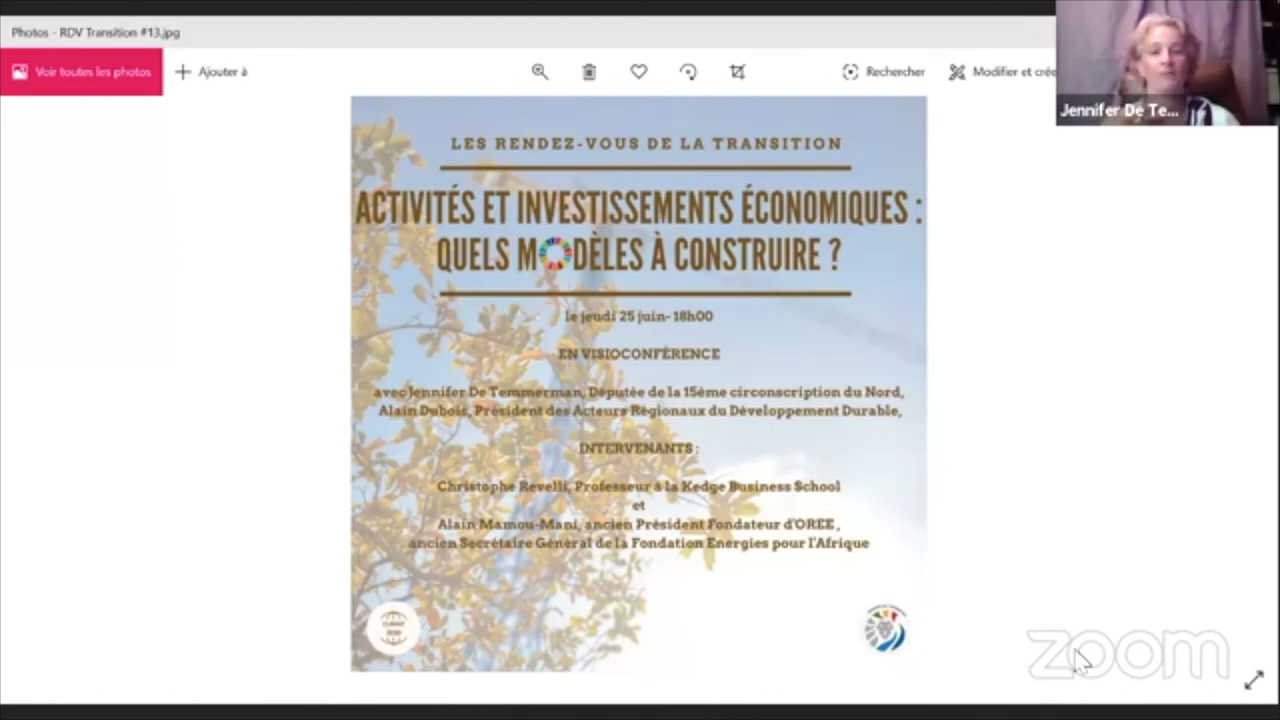 Photos - RDV Transition #13.jpg
Voir toutes les photos
Ajouter à
Rechercher
Modifier et crée
Jennifer De Te...
LES RENDEZ-VOUS DE LA TRANSITION
ACTIVITÉS ET INVESTISSEMENTS ÉCONOMIQUES :
QUELS MODÈLES À CONSTRUIRE ?
le jeudi 25 juin- 18h00
EN VISIOCONFÉRENCE
avec Jennifer De Temmerman, Députée de la 15ème circonscription du Nord,
Alain Dubois, Président des Acteurs Régionaux du Développement Durable,
INTERVENANTS :
Christophe Revelli, Professeur à la Kedge Business School
et
Alain Mamou-Mani, ancien Président Fondateur d'OREE ,
ancien Secrétaire Général de la Fondation Energies pour l'Afrique
zoom